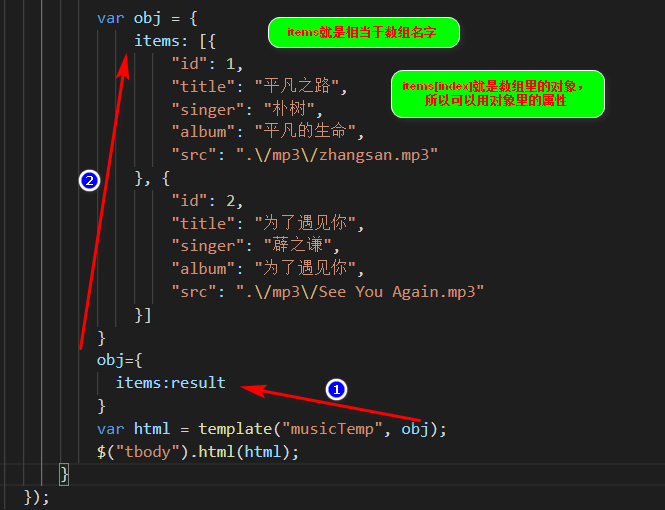 var obj = {
items: [{
items就是相当于数组名字
"id": 1,
"title": "平凡之路",
items[index]就是数组里的对象，
所以可以用对象里的属性
"singer": "朴树",
"album": "平凡的生命",
"src": ".\/mp3\/zhangsan.mp3"
}, {
2
"id": 2,
"title": "为了遇见你",
"singer": "薛之谦",
"album": "为了遇见你",
"src": ".\/mp3\/See You Again.mp3"
}]
}
obj={
items:result
1
}
var html = template("musicTemp", obj);
$("tbody").html(html);
}
});